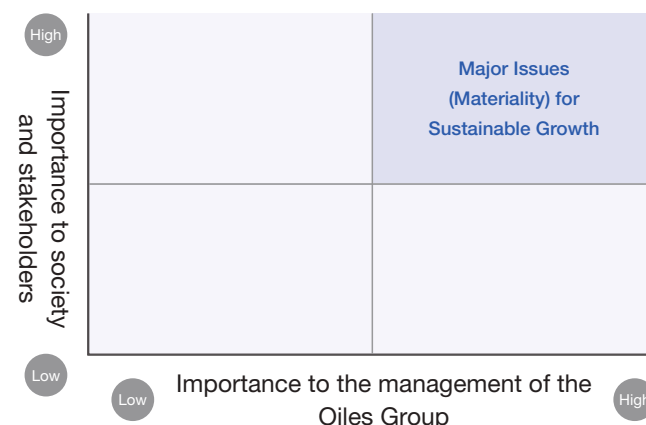 High
Importance to society
and stakeholders
Low
Major Issues
(Materiality) for
Sustainable Growth
Low
Importance to the management of the
Oiles Group
High